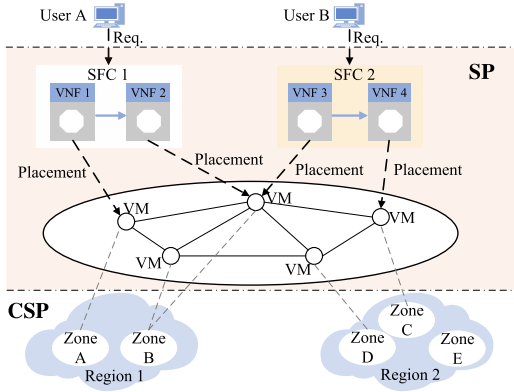 User A
User B
Req.
Req.
SFC 1
SFC 2
SP
VNF 1
VNF 2
VNF 3
VNF 4
Placement
Placement
Placement
Placement
VM
VM
VM
VM
VM
CSP
Zone
A
Zone
B
Region 1
Zone
C
Zone
D
Zone
E
Region 2